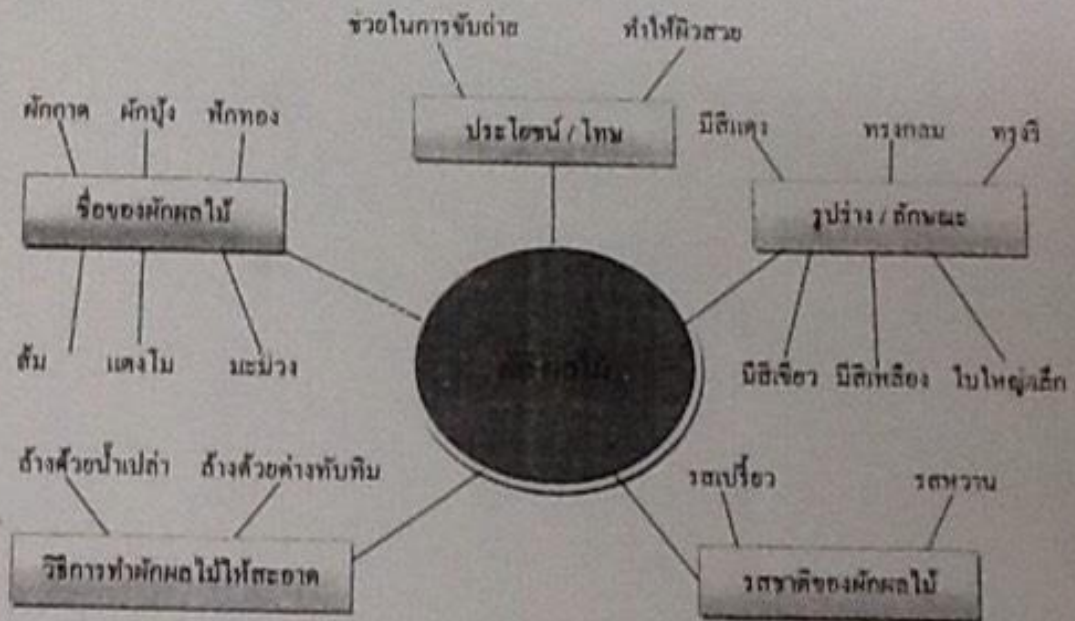 ช่วยในการขับถ่าย ทำให้ผิวสวย
ประโยชน์ / โทษ
ผักกาด ผักบุ้ง ฟักทอง
ชื่อของผักผลไม้
ส้ม แตงโม มะม่วง
มีสีแดง ทรงกลม ทรงรี
รูปร่าง / ลักษณะ
มีสีเขียว มีสีเหลือง ใบใหญ่เล็ก
ล้างด้วยน้ำเปล่า ล้างด้วยด่างทับทิม
วิธีการทำผักผลไม้ให้สะอาด
รสเปรี้ยว รสหวาน
รสชาติของผักผลไม้